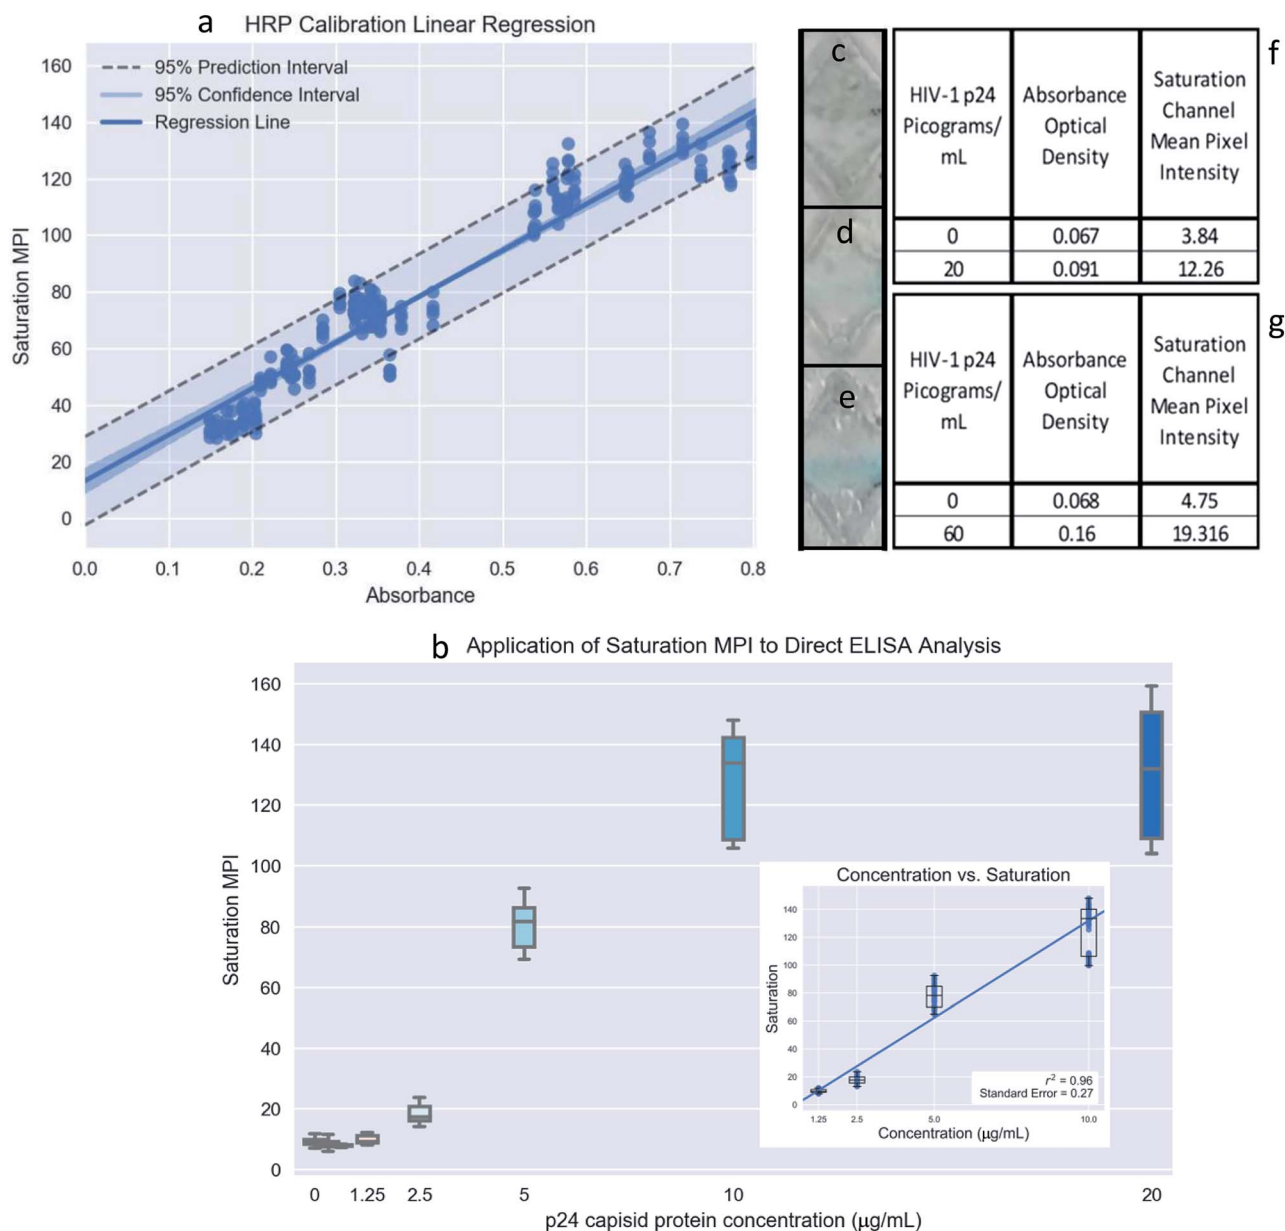 a HRP Calibration Linear Regression
160
140
120
100
80
60
40
20
0
Saturation MPI
95% Prediction Interval
95% Confidence Interval
Regression Line
0.0 0.1 0.2 0.3 0.4 0.5 0.6 0.7 0.8
Absorbance
c
d
e
f
HIV-1 p24
Picograms/
mL
Absorbance
Optical
Density
Saturation
Channel
Mean Pixel
Intensity
0 0.067 3.84
20 0.091 12.26
g
HIV-1 p24
Picograms/
mL
Absorbance
Optical
Density
Saturation
Channel
Mean Pixel
Intensity
0 0.068 4.75
60 0.16 19.316
b Application of Saturation MPI to Direct ELISA Analysis
160
140
120
100
80
60
40
20
0
Saturation MPI
0 1.25 2.5 5 10 20
p24 capisid protein concentration (μg/mL)
Concentration vs. Saturation
140
120
100
80
60
40
20
0
Saturation
r² = 0.96
Standard Error = 0.27
1.25 2.5 5.0 10.0
Concentration (μg/mL)